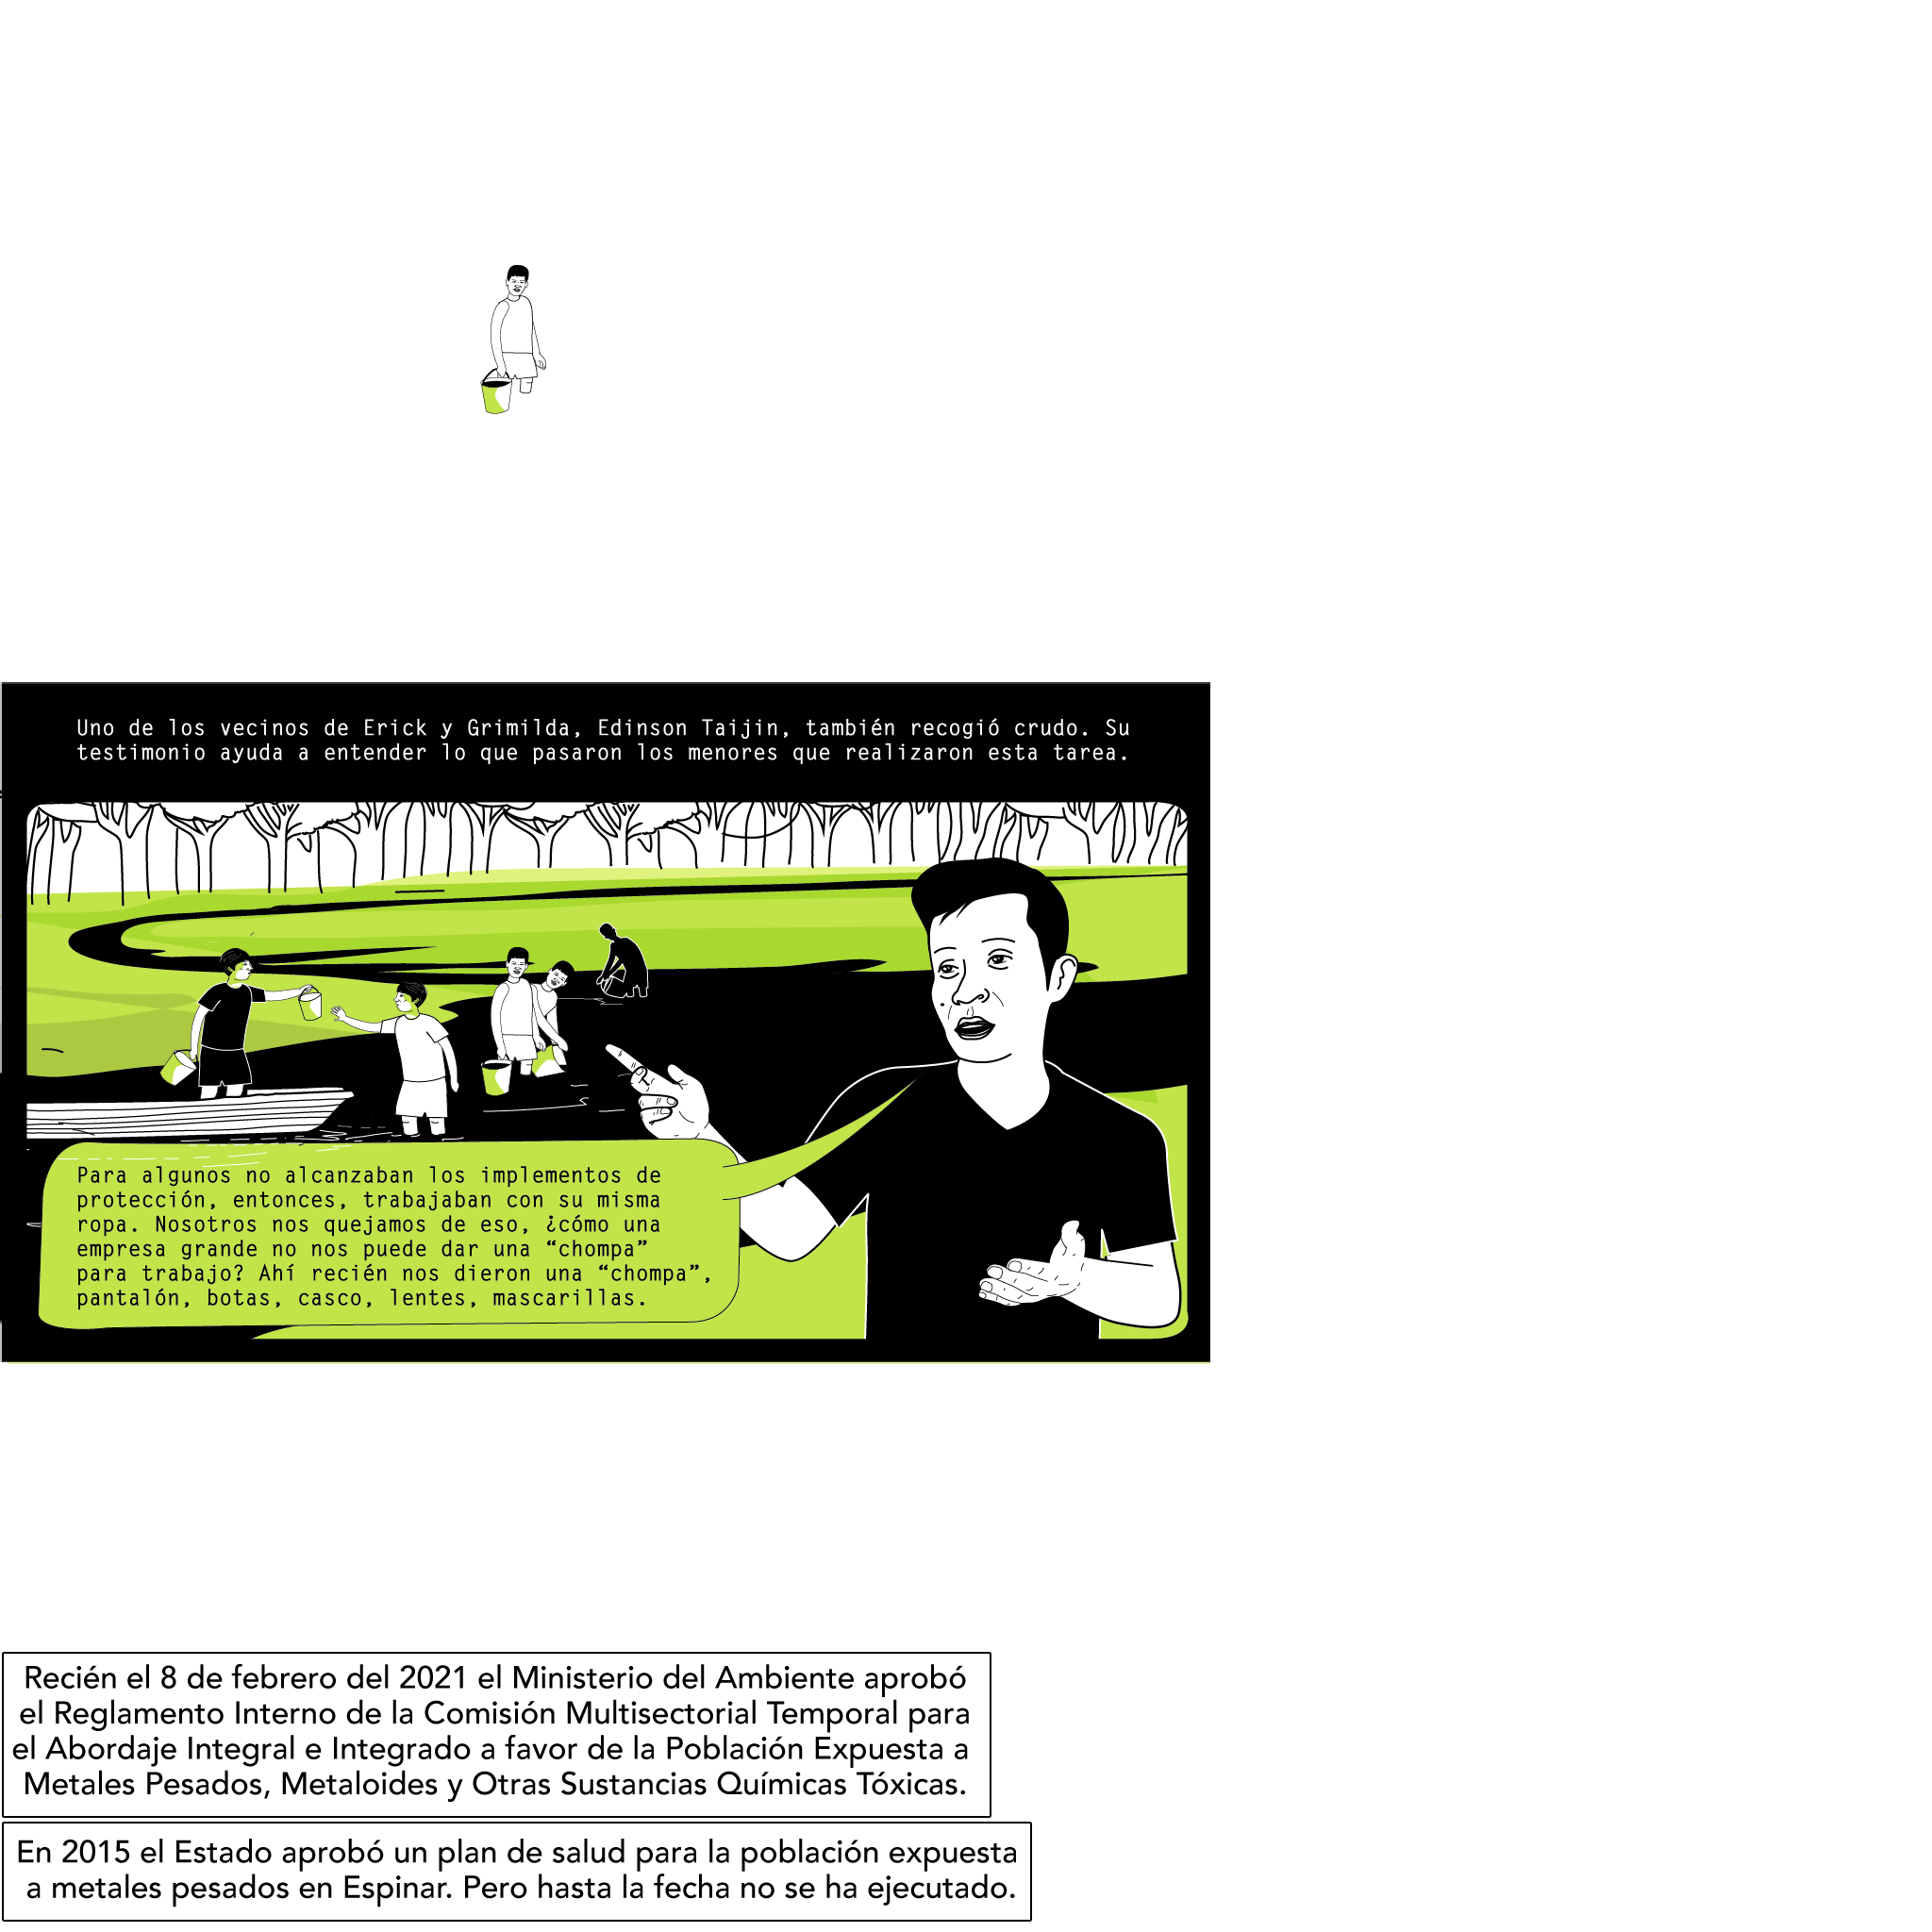 Uno de los vecinos de Erick y Grimilda, Edinson Taijin, también recogió crudo. Su
testimonio ayuda a entender lo que pasaron los menores que realizaron esta tarea.
Para algunos no alcanzaban los implementos de
protección, entonces, trabajaban con su misma
ropa. Nosotros nos quejamos de eso, ¿cómo una
empresa grande no nos puede dar una “chompa”
para trabajo? Ahí recién nos dieron una “chompa”,
pantalón, botas, casco, lentes, mascarillas.
Recién el 8 de febrero del 2021 el Ministerio del Ambiente aprobó
el Reglamento Interno de la Comisión Multisectorial Temporal para
el Abordaje Integral e Integrado a favor de la Población Expuesta a
Metales Pesados, Metaloides y Otras Sustancias Químicas Tóxicas.
En 2015 el Estado aprobó un plan de salud para la población expuesta
a metales pesados en Espinar. Pero hasta la fecha no se ha ejecutado.